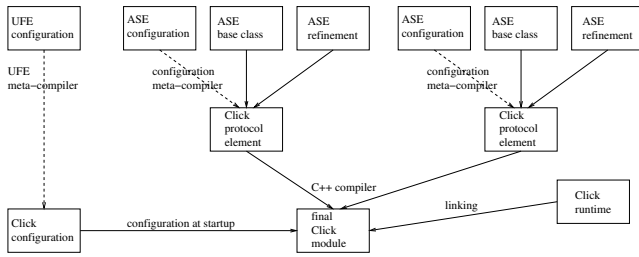 UFE
configuration
ASE
configuration
ASE
base class
ASE
refinement
ASE
configuration
ASE
base class
ASE
refinement
UFE
meta−compiler
configuration
meta−compiler
configuration
meta−compiler
Click
protocol
element
Click
protocol
element
C++ compiler
Click
configuration
configuration at startup
final
Click
module
linking
Click
runtime